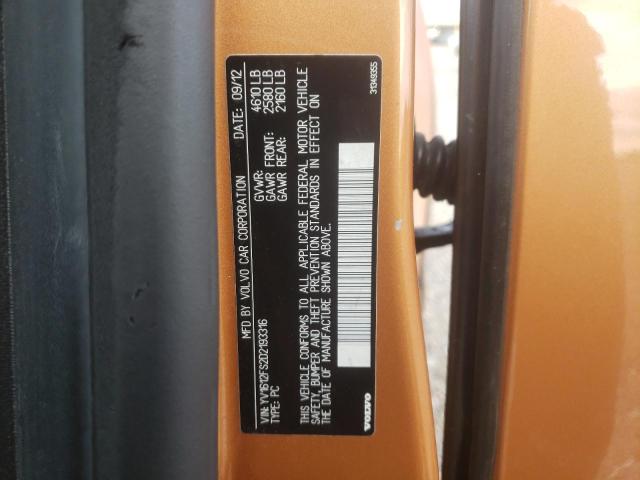 MFD BY VOLVO CAR CORPORATION DATE: 09/12
GVWR: 4610 LB
GAWR FRONT: 2580 LB
GAWR REAR: 2160 LB
VIN: YV1612FS2D2193316
TYPE: PC
THIS VEHICLE CONFORMS TO ALL APPLICABLE FEDERAL MOTOR VEHICLE
SAFETY, BUMPER AND THEFT PREVENTION STANDARDS IN EFFECT ON
DATE OF MANUFACTURE SHOWN ABOVE.
VOLVO 31349355